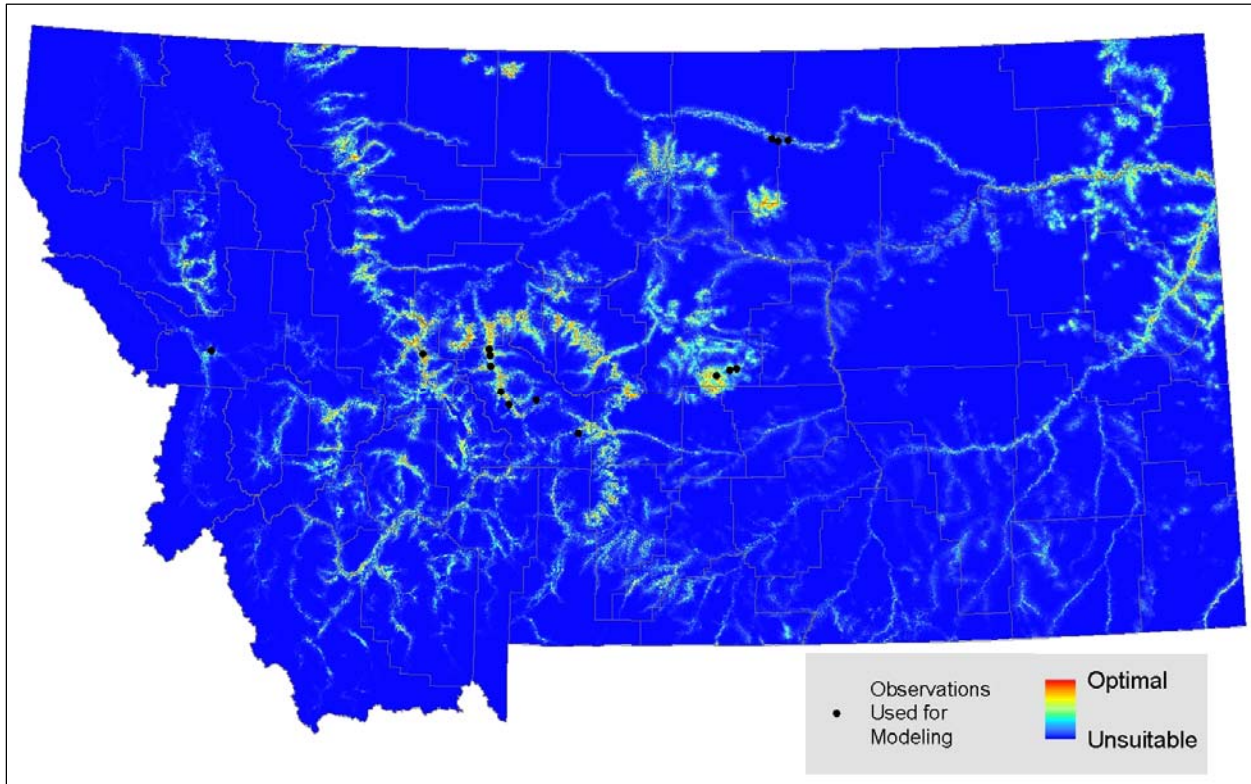 Observations
Used for
Modeling
Optimal
Unsuitable